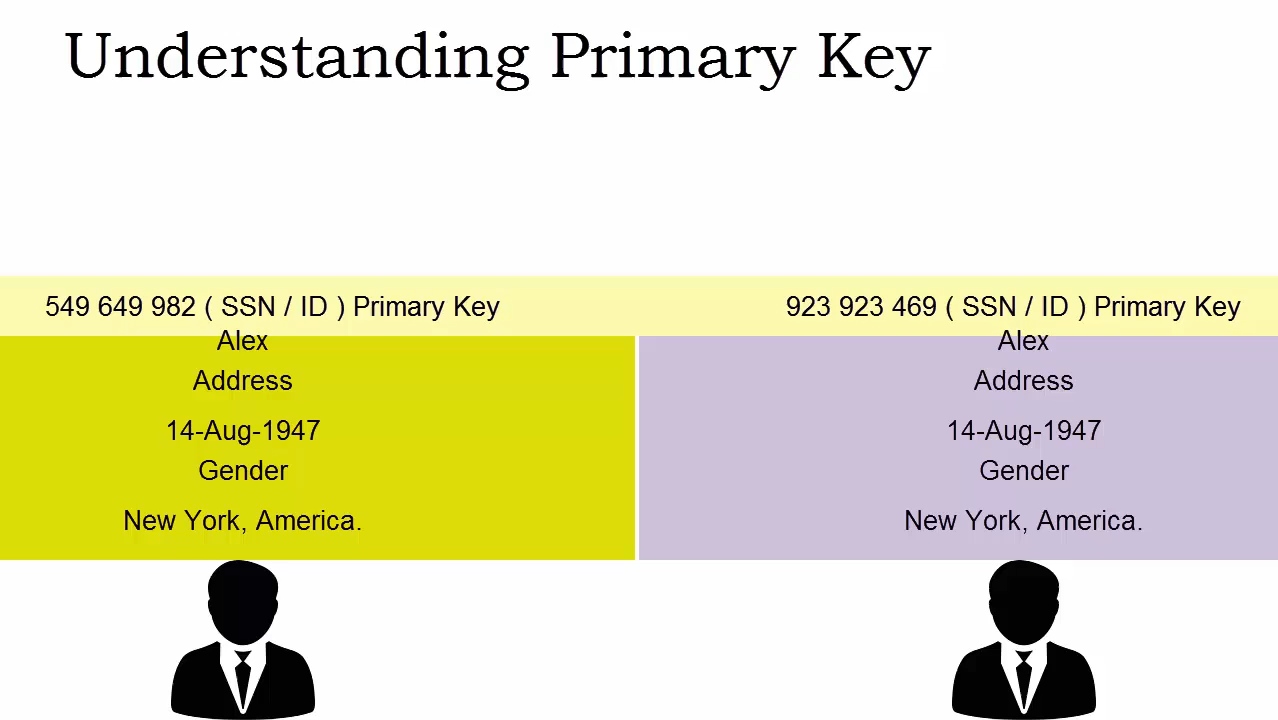 Understanding Primary Key
549 649 982 ( SSN / ID ) Primary Key
Alex
Address
14-Aug-1947
Gender
New York, America.
923 923 469 ( SSN / ID ) Primary Key
Alex
Address
14-Aug-1947
Gender
New York, America.